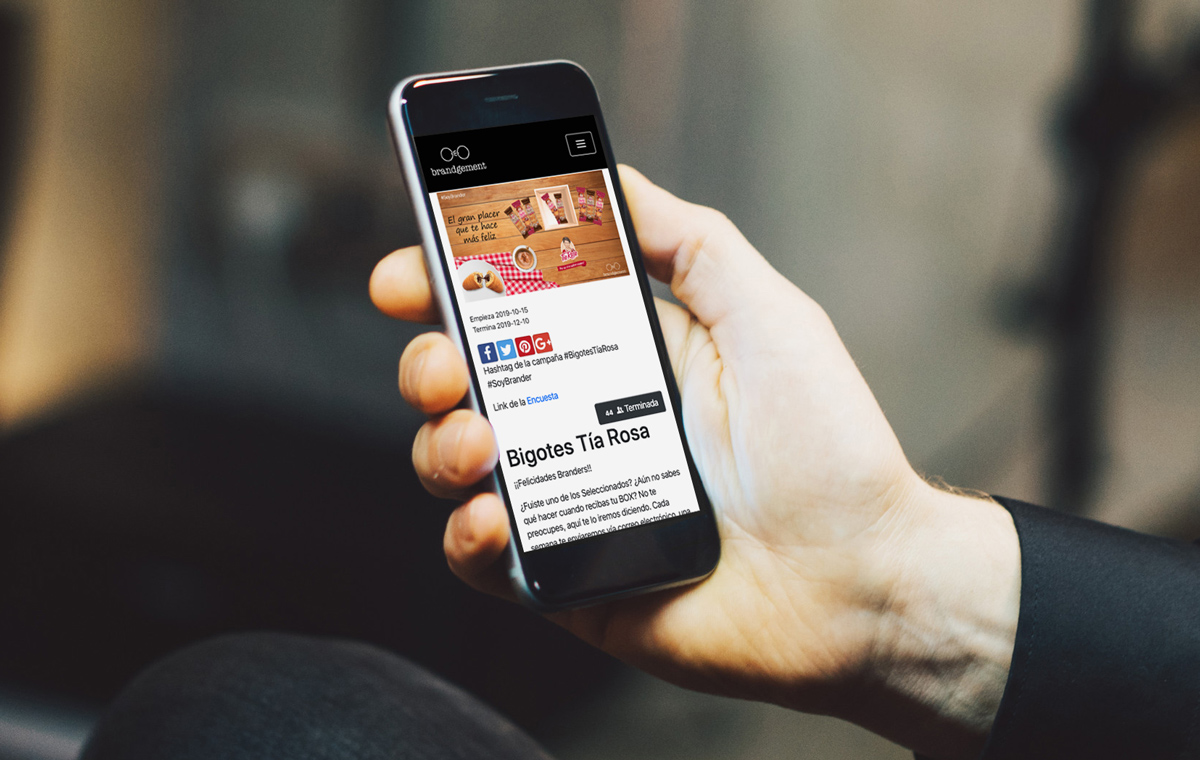 brandgement
#SoyBrander
El gran placer
que te hace
más feliz
Tía Rosa
Empieza 2019-10-15
Termina 2019-12-10
Hashtag de la campaña #BigotesTíaRosa
#SoyBrander
Link de la Encuesta
44 Terminada
Bigotes Tía Rosa
¡¡Felicidades Branders!!
¿Fuiste uno de los Seleccionados? ¿Aún no sabes
qué hacer cuando recibas tu BOX? No te
preocupes, aquí te lo iremos diciendo. Cada
semana te enviaremos vía correo electrónico, una